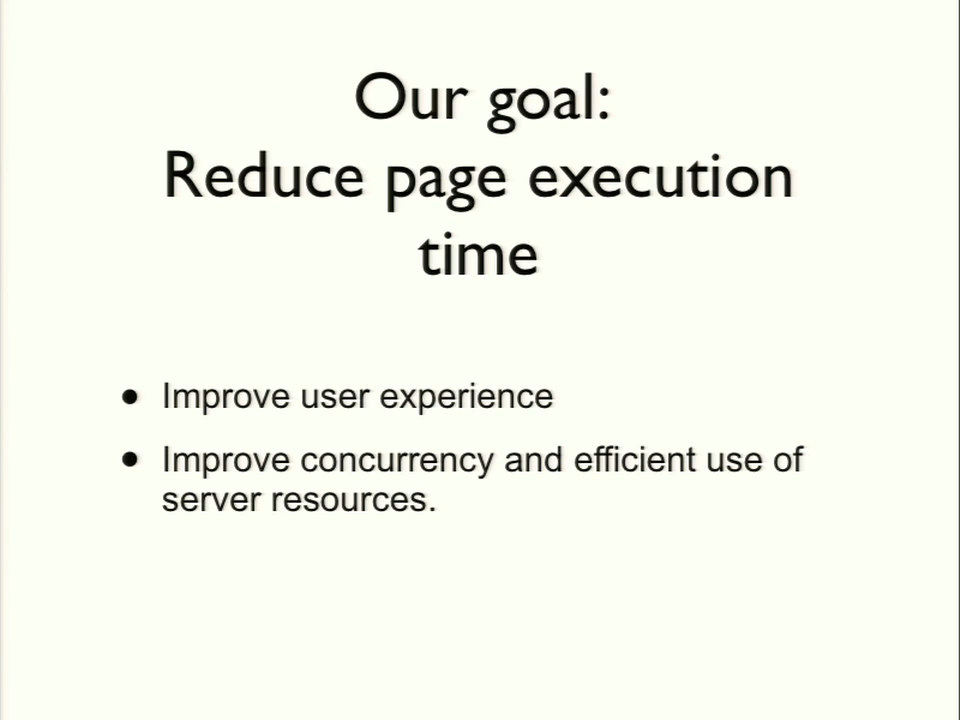 Our goal:
Reduce page execution
time
• Improve user experience
• Improve concurrency and efficient use of
server resources.